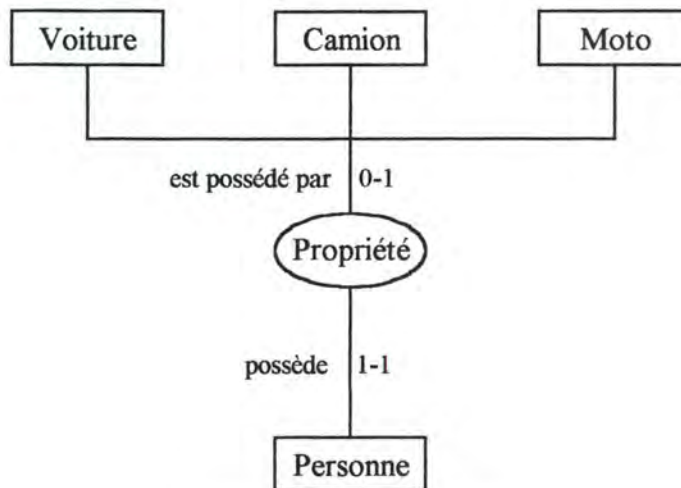 Voiture Camion Moto
est possédé par 0-1
Propriété
possède 1-1
Personne